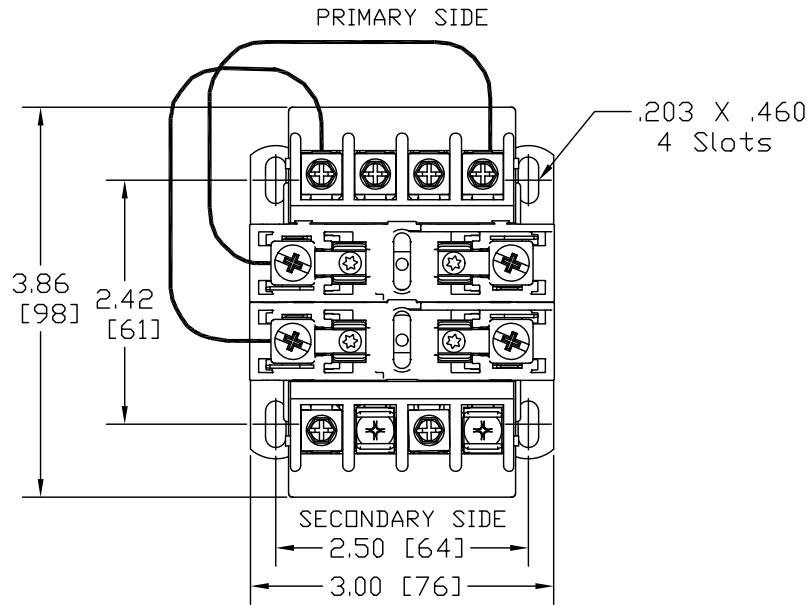 PRIMARY SIDE
.203 X .460
4 Slots
3.86
[98]
2.42
[61]
SECONDARY SIDE
2.50 [64]
3.00 [76]